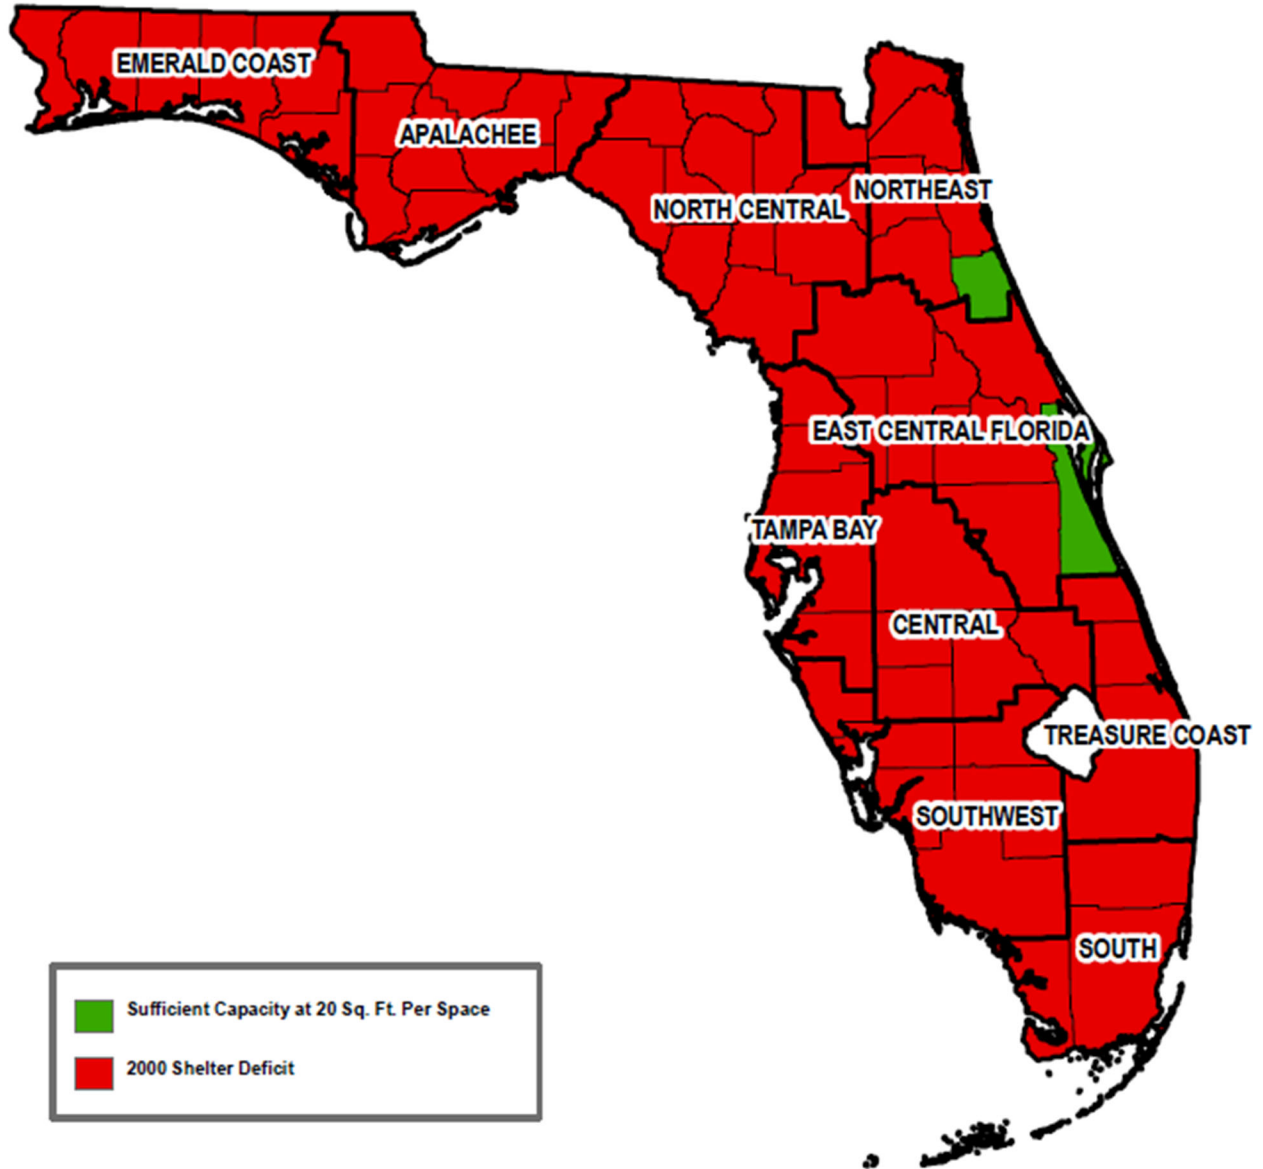 EMERALD COAST
APALACHEE
NORTH CENTRAL
NORTHEAST
EAST CENTRAL FLORIDA
TAMPA BAY
CENTRAL
TREASURE COAST
SOUTHWEST
SOUTH
Sufficient Capacity at 20 Sq. Ft. Per Space
2000 Shelter Deficit